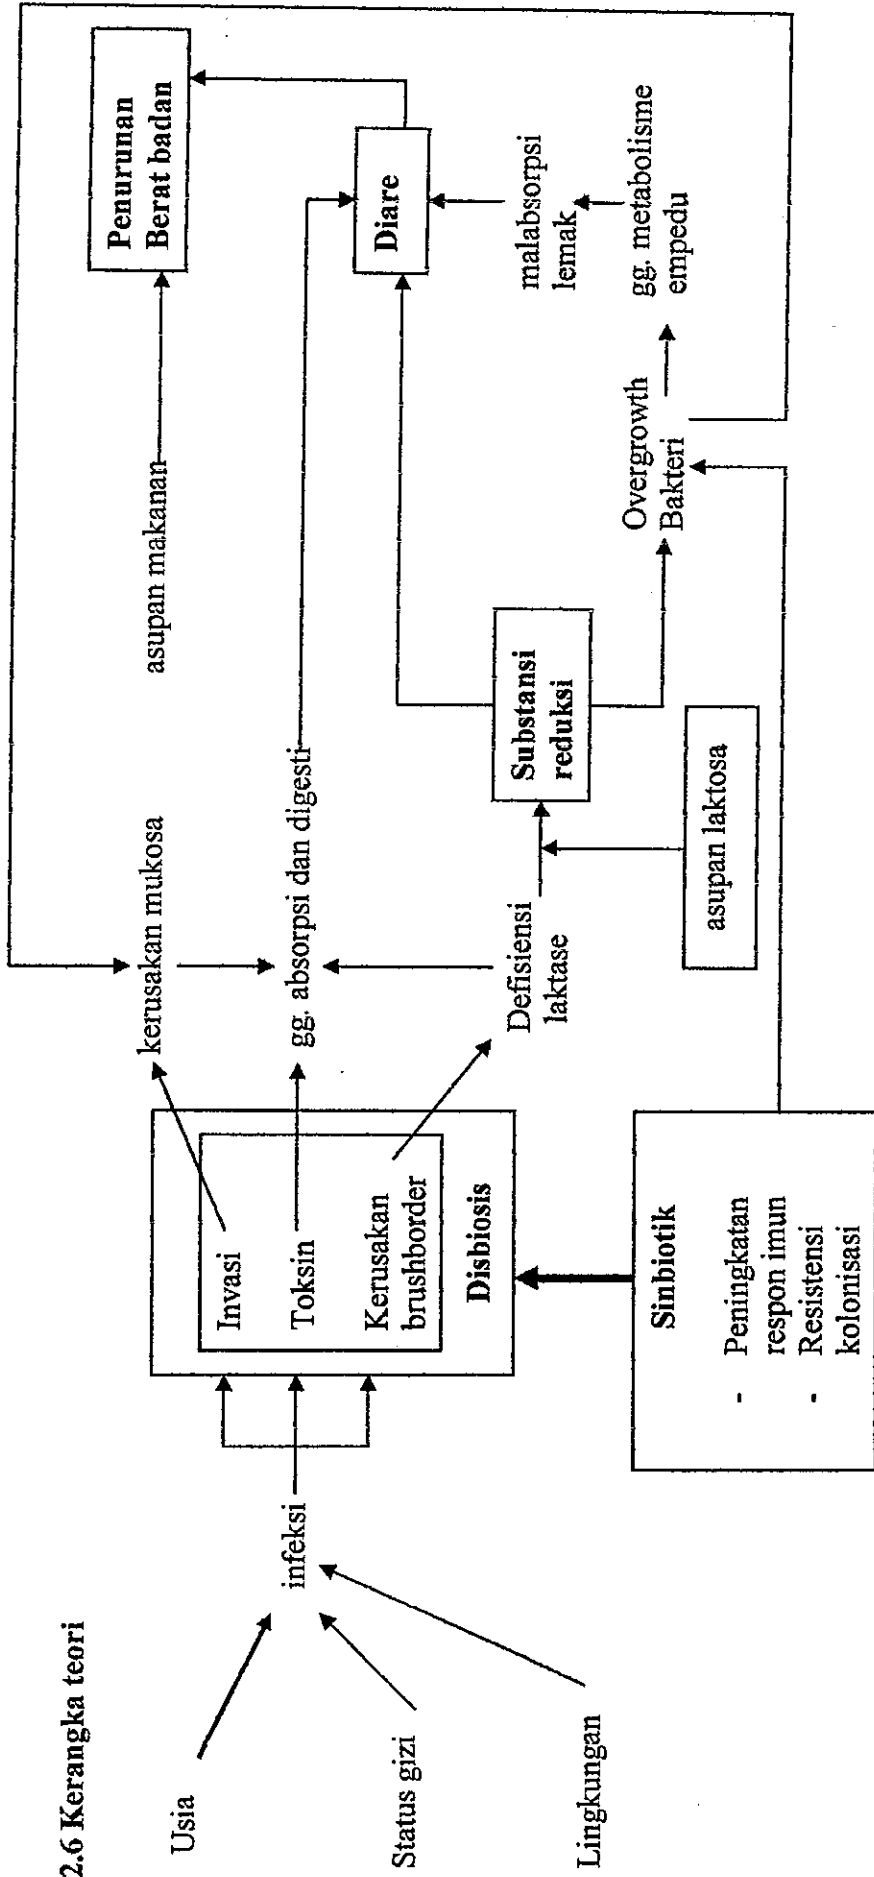 2.6 Kerangka teori
Usia
Status gizi
Lingkungan
infeksi
Invasi
Toksin
Kerusakan
brushborder
Disbiosis
Sinbiotik
- Peningkatan
respon imun
- Resistensi
kolonisasi
kerusakan mukosa
gg. absorpsi dan digesti
Defisiensi
laktase
asupan laktosa
Substansi
reduksi
asupan makanan
Overgrowth
Bakteri
gg. metabolisme
empedu
malabsorpsi
lemak
Diare
Penurunan
Berat badan